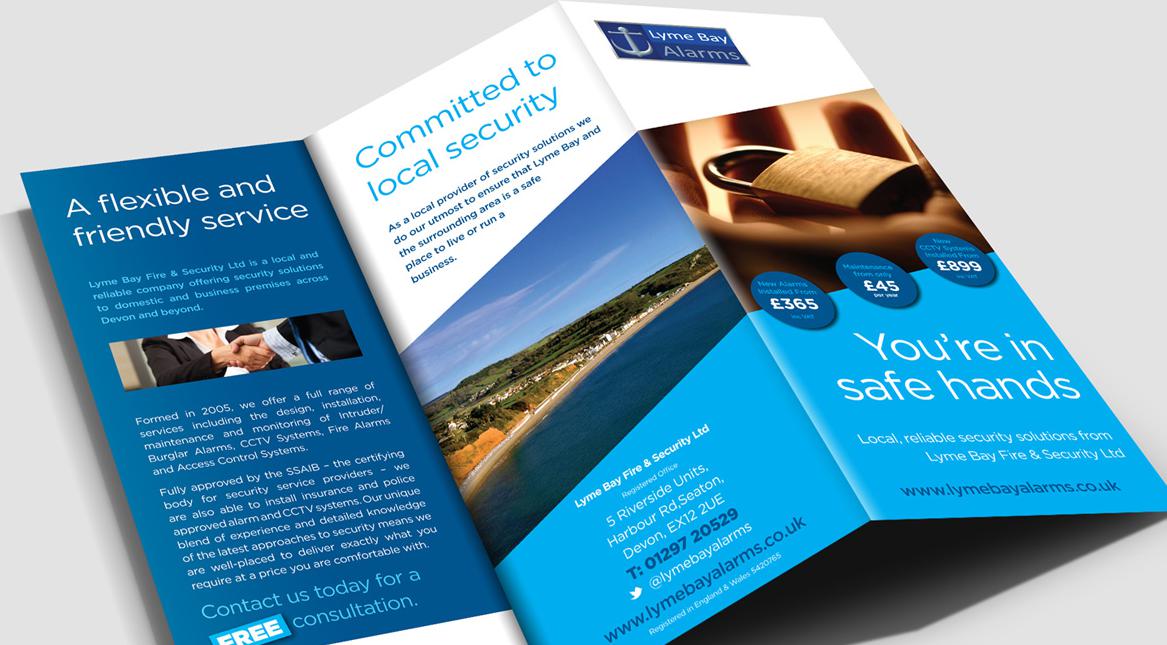 A flexible and
friendly service
Lyme Bay Fire & Security Ltd is a local and
reliable company offering security solutions
to domestic and business premises across
Devon and beyond.
Formed in 2005, we offer a full range of
services including the design, installation,
maintenance and monitoring of Intruder/
Burglar Alarms, CCTV Systems, Fire Alarms
and Access Control Systems.
Fully approved by the SSAIB – the certifying
body for security service providers – we
are also able to install insurance and police
approved alarm and CCTV systems. Our unique
blend of experience and detailed knowledge
of the latest approaches to security means we
are well-placed to deliver exactly what you
require at a price you are comfortable with.
Contact us today for a
FREE consultation.
Committed to
local security
As a local provider of security solutions we
do our utmost to ensure that Lyme Bay and
the surrounding area is a safe
place to live or run a
business.
Lyme Bay Fire & Security Ltd
Registered Office
5 Riverside Units,
Harbour Rd,Seaton,
Devon, EX12 2UE
T: 01297 20529
@lymebayalarms
www.lymebayalarms.co.uk
Registered in England & Wales 5420765
Lyme Bay
Alarms
New Alarms
Installed From
£365
inc VAT
Maintenance
from only
£45
per year
New
CCTV Systems
Installed From
£899
inc VAT
You're in
safe hands
Local, reliable security solutions from
Lyme Bay Fire & Security Ltd
www.lymebayalarms.co.uk